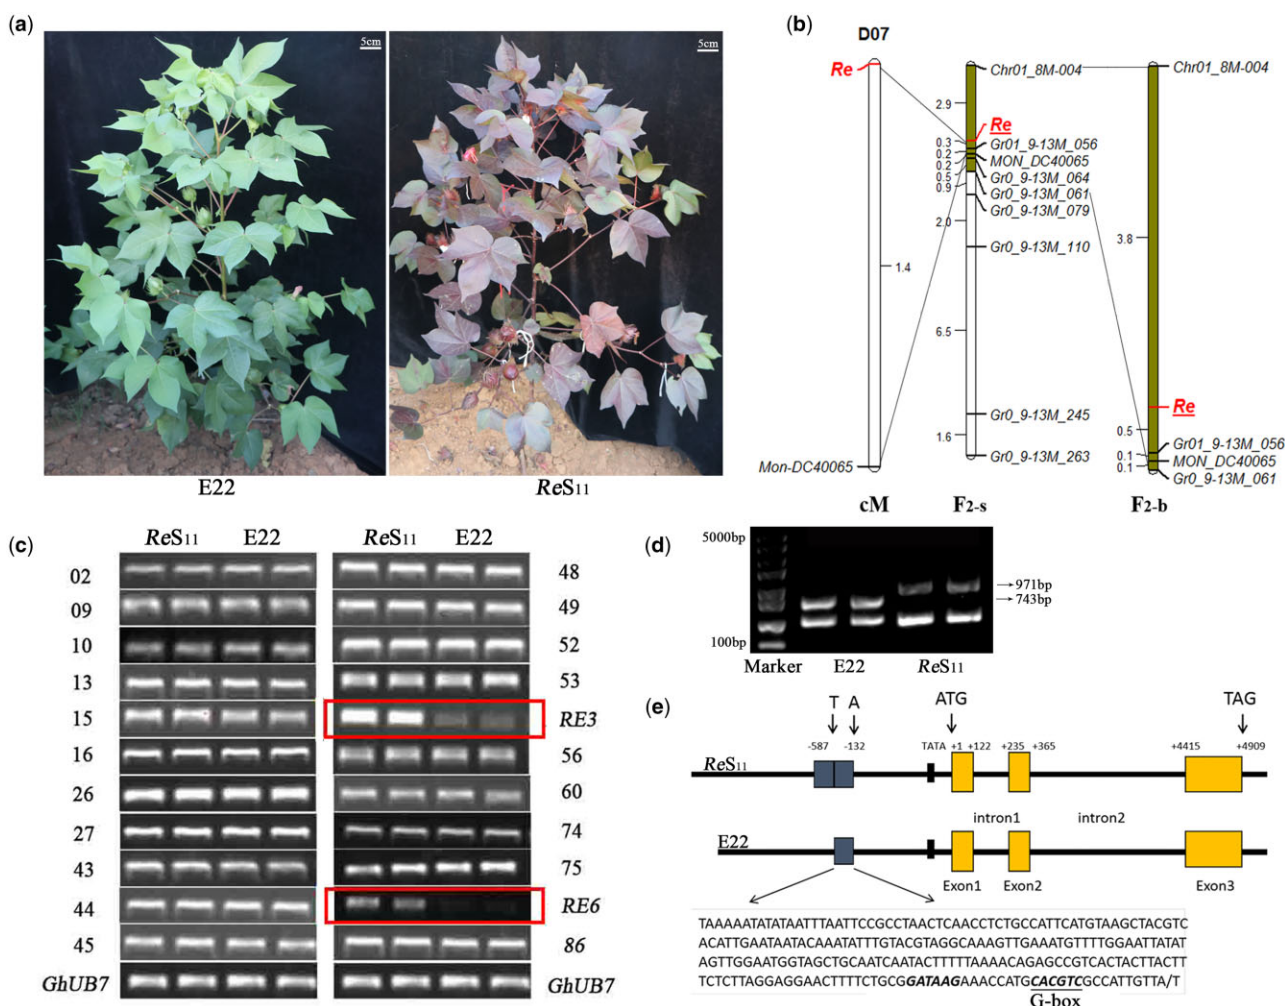 (a)
5cm
5cm
E22
ReS11
(b)
D07
Re
1.4
Mon-DC40065
cM
Chr01_8M-004
2.9
Re
0.3
Gr01_9-13M_056
0.2
MON_DC40065
0.2
Gr0_9-13M_064
0.5
Gr0_9-13M_061
0.9
Gr0_9-13M_079
2.0
Gr0_9-13M_110
6.5
Gr0_9-13M_245
1.6
Gr0_9-13M_263
F2-s
Chr01_8M-004
3.8
Re
0.5
Gr01_9-13M_056
0.1
MON_DC40065
0.1
Gr0_9-13M_061
F2-b
(c)
ReS11 E22
02
09
10
13
15
16
26
27
43
44
45
GhUB7
ReS11 E22
48
49
52
53
RE3
56
60
74
75
RE6
86
GhUB7
(d)
5000bp
971bp
743bp
100bp
Marker E22 ReS11
(e)
T A ATG TAG
-587 -132 TATA +1 +122 +235 +365 +4415 +4909
ReS11
intron1 intron2
E22
Exon1 Exon2 Exon3
TAAAAATATATAATTTAATTCCGCCTAACTCAACCTCTGCCATTCATGTAAGCTACGTC
ACATTGAATAATACAAATATTTGTACGTAGGCAAAGTTGAAATGTTTTGGAATTATAT
AGTTGGAATGGTAGCTGCAATCAATACTTTTTAAAACAGAGCCGTCACTACTTACTT
TCTCTTAGGAGGAACTTTTCTGCGGATAAGAAACCATGCACGTCGCCATTGTTA/T
G-box